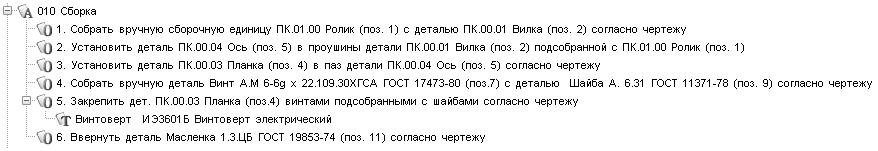 010 Сборка
1. Собрать вручную сборочную единицу ПК.01.00 Ролик (поз. 1) с деталью ПК.00.01 Вилка (поз. 2) согласно чертежу
2. Установить деталь ПК.00.04 Ось (поз. 5) в проушины детали ПК.00.01 Вилка (поз. 2) подсобранной с ПК.01.00 Ролик (поз. 1)
3. Установить деталь ПК.00.03 Планка (поз. 4) в паз детали ПК.00.04 Ось (поз. 5) согласно чертежу
4. Собрать вручную деталь Винт А.М 6-6g x 22.109.30ХГСА ГОСТ 17473-80 (поз.7) с деталью Шайба А. 6.31 ГОСТ 11371-78 (поз. 9) согласно чертежу
5. Закрепить дет. ПК.00.03 Планка (поз.4) винтами подсобранными с шайбами согласно чертежу
Винтоверт ИЭ3601Б Винтоверт электрический
6. Ввернуть деталь Масленка 1.3.ЦБ ГОСТ 19853-74 (поз. 11) согласно чертежу